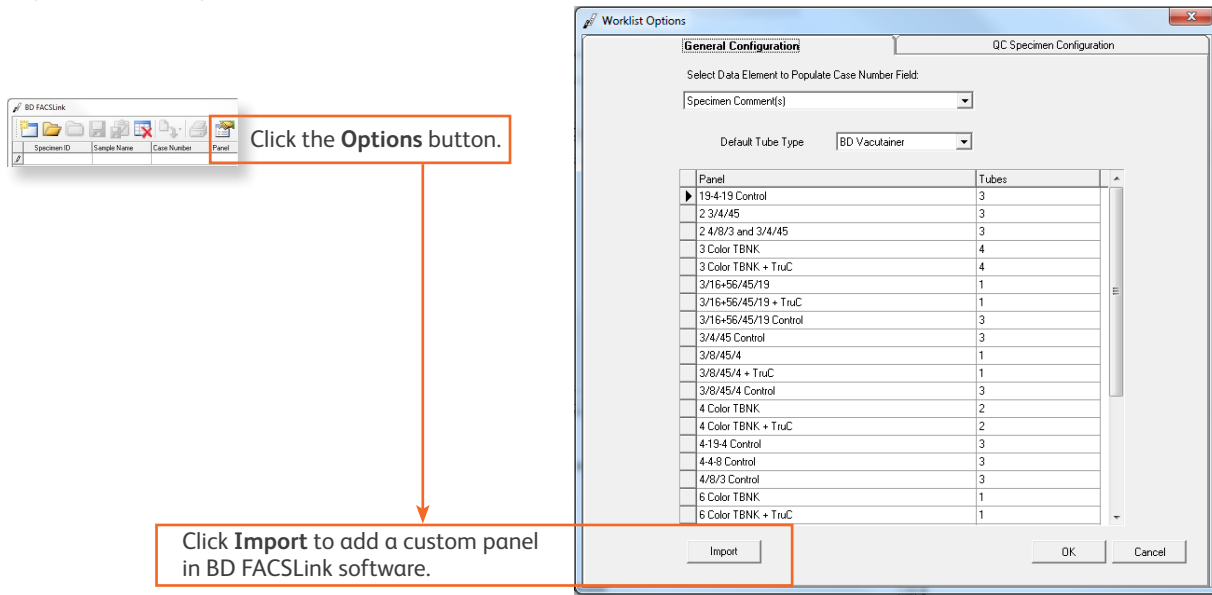 Worklist Options
General Configuration
QC Specimen Configuration
Select Data Element to Populate Case Number Field:
Specimen Comment(s)
Default Tube Type BD Vacutainer
BD FACSLink
Specimen ID Sample Name Case Number Panel
Click the Options button.
Panel Tubes
19-4-19 Control 3
2 3/4/45 3
2 4/8/3 and 3/4/45 3
3 Color TBNK 4
3 Color TBNK + TruC 4
3/16+56/45/19 1
3/16+56/45/19 + TruC 1
3/16+56/45/19 Control 3
3/4/45 Control 3
3/8/45/4 1
3/8/45/4 + TruC 1
3/8/45/4 Control 3
4 Color TBNK 2
4 Color TBNK + TruC 2
4-19-4 Control 3
4-4-8 Control 3
4/8/3 Control 3
6 Color TBNK 1
6 Color TBNK + TruC 1
Click Import to add a custom panel
in BD FACSLink software.
Import OK Cancel